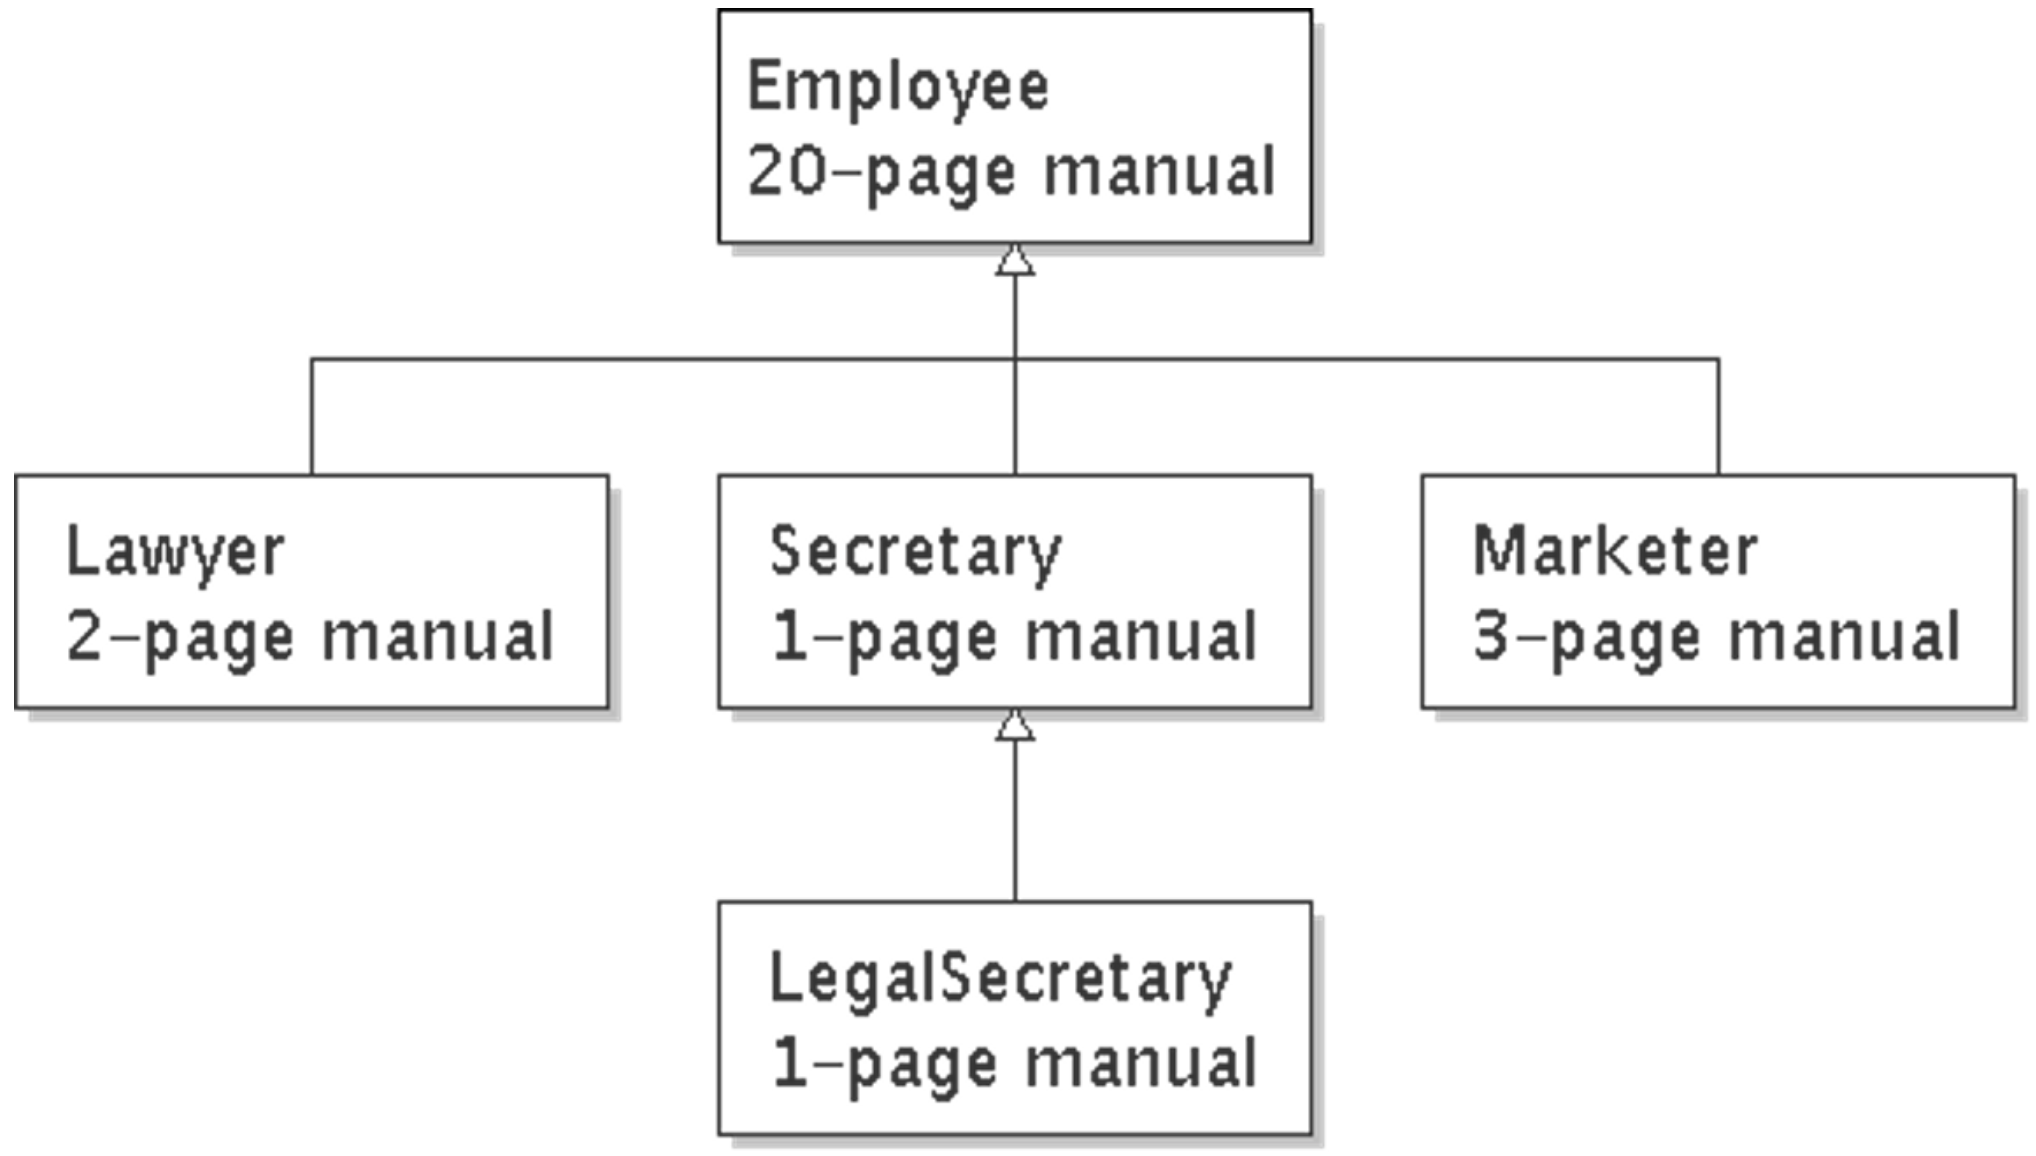 Employee
20-page manual
Lawyer
2-page manual
Secretary
1-page manual
Marketer
3-page manual
LegalSecretary
1-page manual